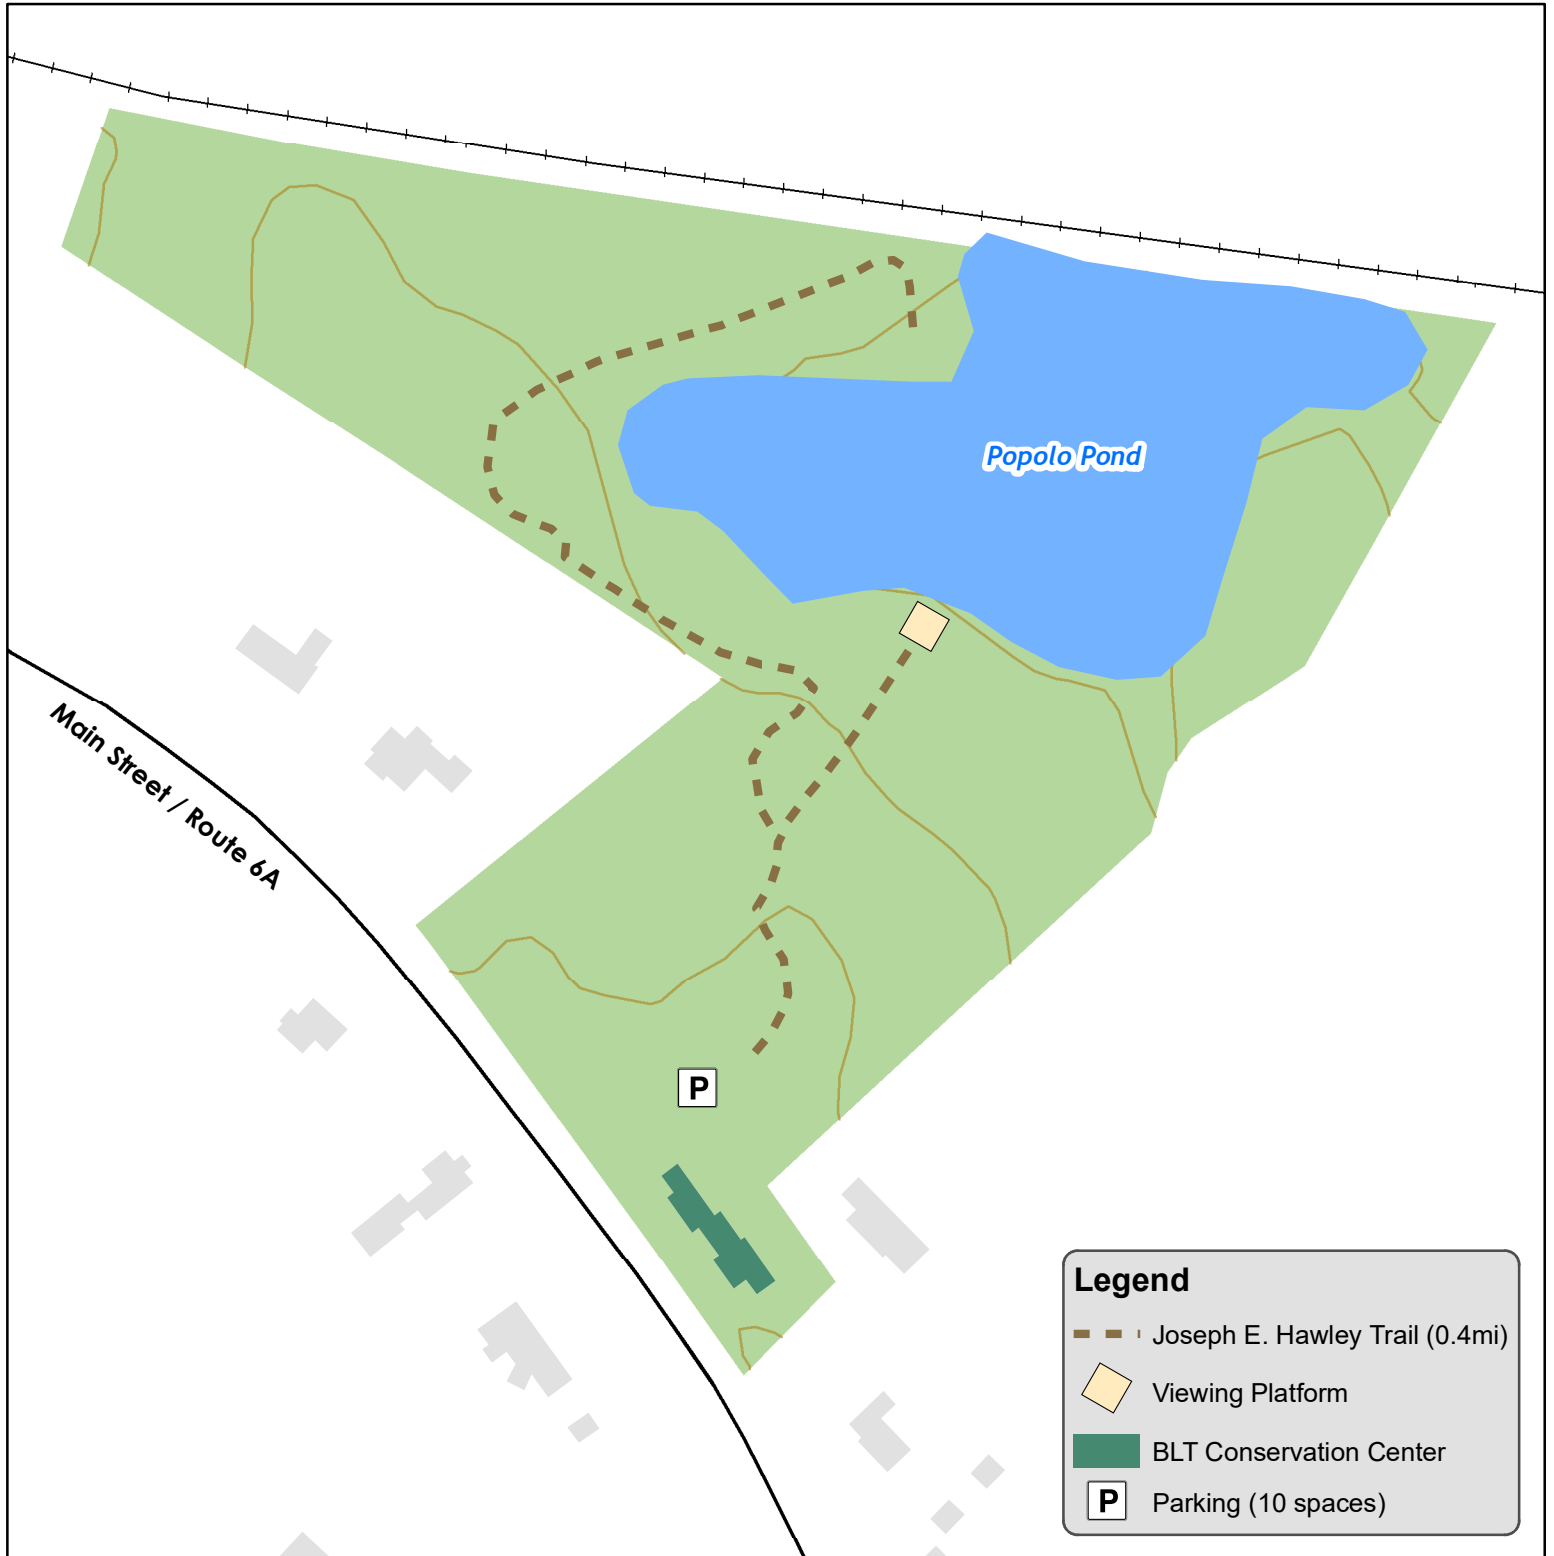 Popolo Pond
Main Street / Route 6A
P
Legend
Joseph E. Hawley Trail (0.4mi)
Viewing Platform
BLT Conservation Center
P Parking (10 spaces)